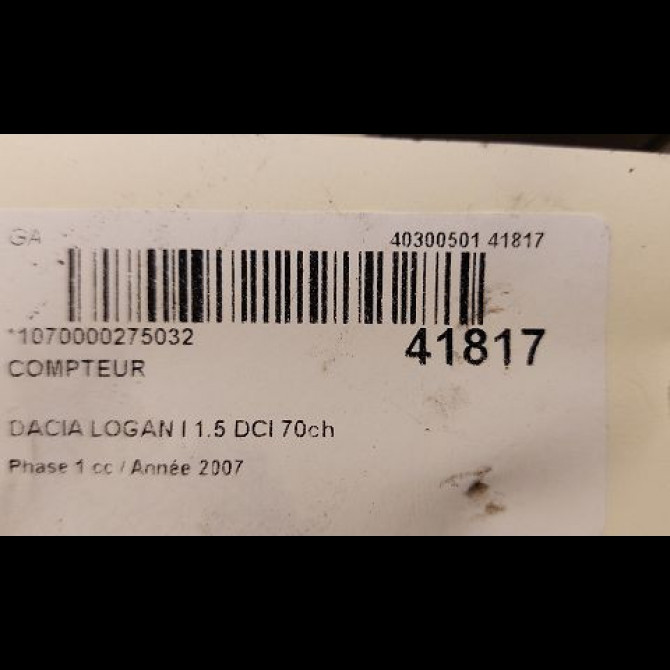 GA 40300501 41817
*1070000275032 41817
COMPTEUR
DACIA LOGAN I 1.5 DCI 70ch
Phase 1 cc / Année 2007